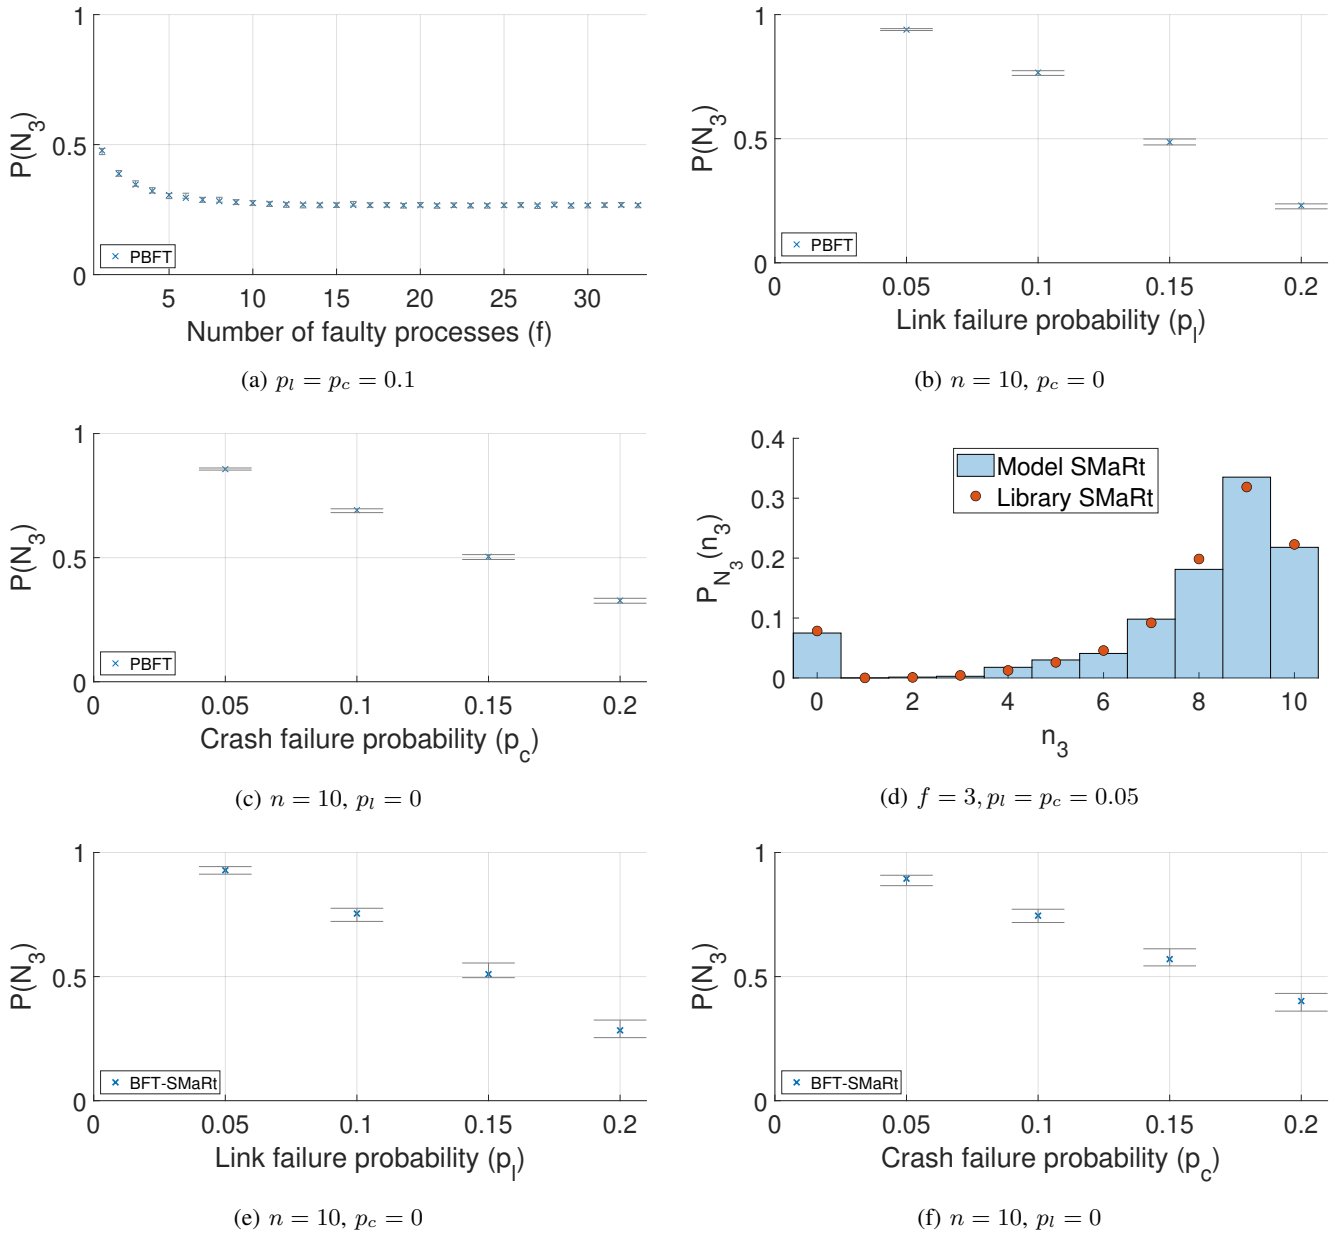 1
0.5
0
P(N3)
PBFT
5 10 15 20 25 30
Number of faulty processes (f)
(a) pl = pc = 0.1
1
0.5
0
P(N3)
PBFT
0 0.05 0.1 0.15 0.2
Link failure probability (pl)
(b) n = 10, pc = 0
1
0.5
0
P(N3)
PBFT
0 0.05 0.1 0.15 0.2
Crash failure probability (pc)
(c) n = 10, pl = 0
0.4
0.3
0.2
0.1
0
PN3(n3)
Model SMaRt
Library SMaRt
0 2 4 6 8 10
n3
(d) f = 3, pl = pc = 0.05
1
0.5
0
P(N3)
BFT-SMaRt
0 0.05 0.1 0.15 0.2
Link failure probability (pl)
(e) n = 10, pc = 0
1
0.5
0
P(N3)
BFT-SMaRt
0 0.05 0.1 0.15 0.2
Crash failure probability (pc)
(f) n = 10, pl = 0